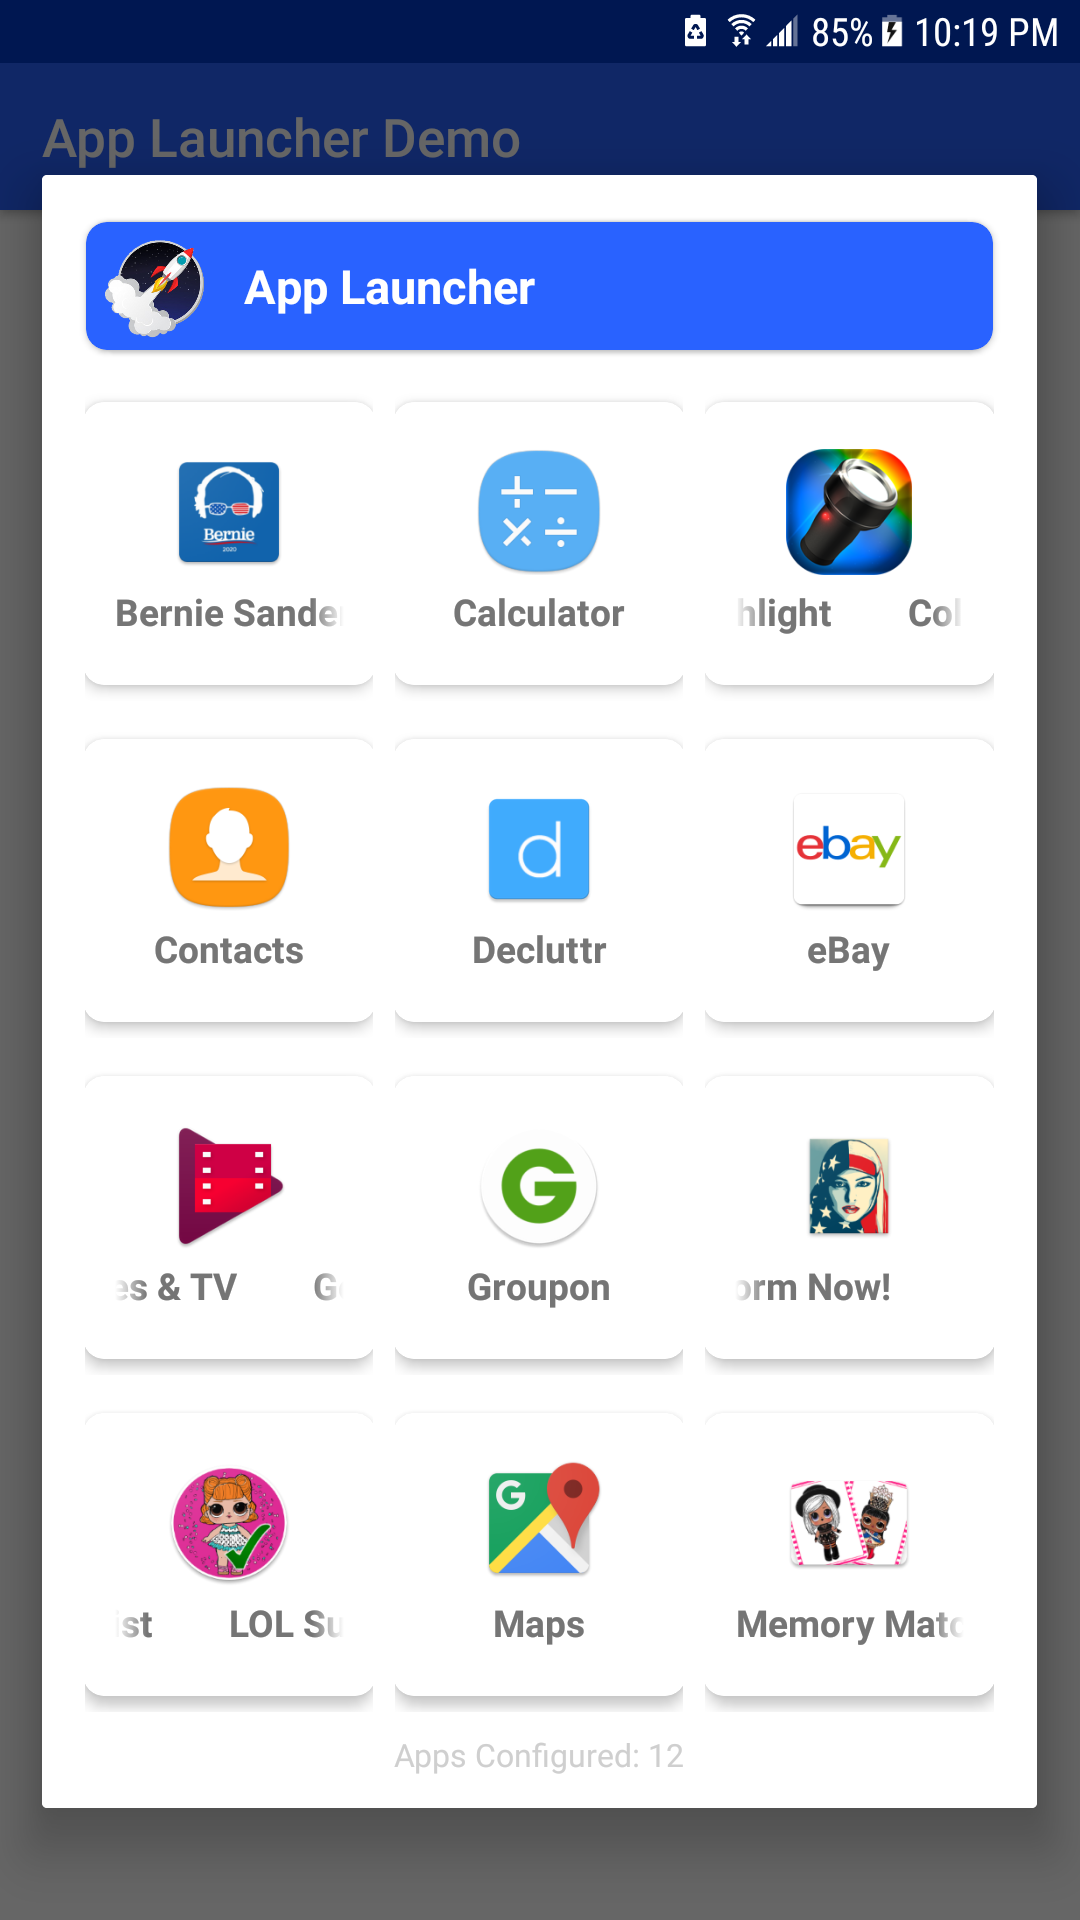 85% 10:19 PM
App Launcher Demo
App Launcher
Bernie
2020
Bernie Sande
Calculator
hlight Col
Contacts
Decluttr
ebay
eBay
es & TV G
G
Groupon
orm Now!
ist LOL Su
G
Maps
Memory Matc
Apps Configured: 12